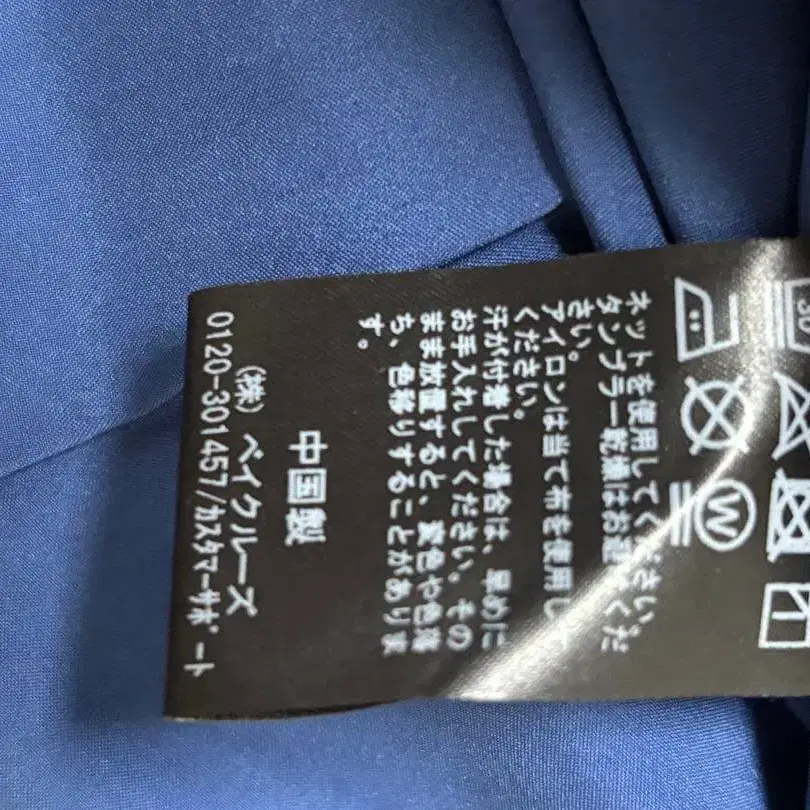 30
W
ネットを使用してください。
タンブラー乾燥はお避けくだ
さい。
アイロンは当て布を使用して
ください。
汗が付着した場合は、早めに
お手入れしてください。その
まま放置すると、変色や色落
ち、色移りすることがありま
す。
中国製
(株) ベイクルーズ
0120-301457/カスタマーサポート